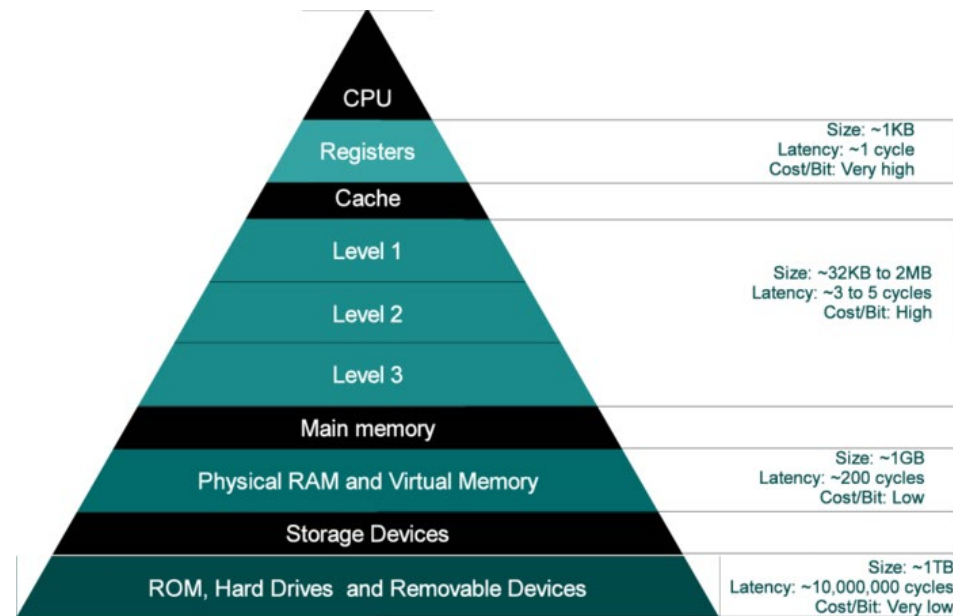 CPU
Registers
Size: ~1KB
Latency: ~1 cycle
Cost/Bit: Very high
Cache
Level 1
Level 2
Level 3
Size: ~32KB to 2MB
Latency: ~3 to 5 cycles
Cost/Bit: High
Main memory
Physical RAM and Virtual Memory
Size: ~1GB
Latency: ~200 cycles
Cost/Bit: Low
Storage Devices
ROM, Hard Drives and Removable Devices
Size: ~1TB
Latency: ~10,000,000 cycles
Cost/Bit: Very low